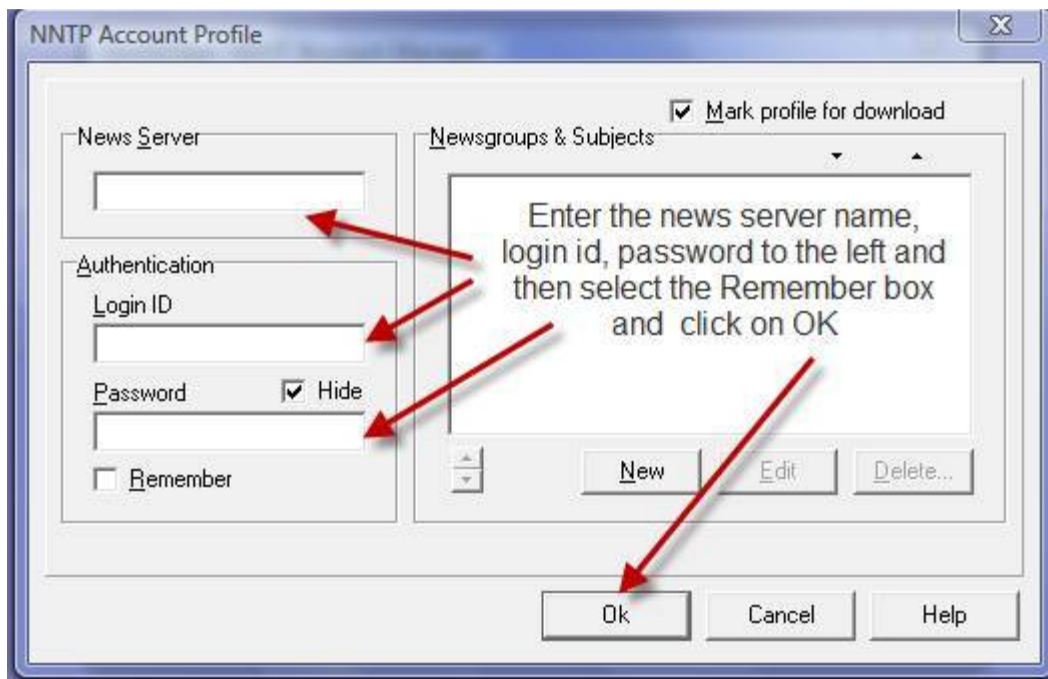 NNTP Account Profile
Mark profile for download
News Server
Newsgroups & Subjects
Enter the news server name,
login id, password to the left and
then select the Remember box
and click on OK
Authentication
Login ID
Password
Hide
Remember
New
Edit
Delete...
Ok
Cancel
Help